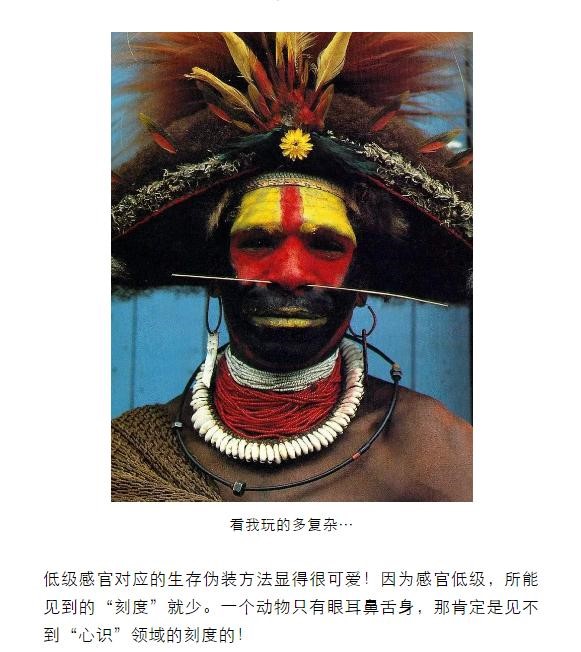 看我玩的多复杂…
低级感官对应的生存伪装方法显得很可爱！因为感官低级，所能
见到的“刻度”就少。一个动物只有眼耳鼻舌身，那肯定是见不
到“心识”领域的刻度的！